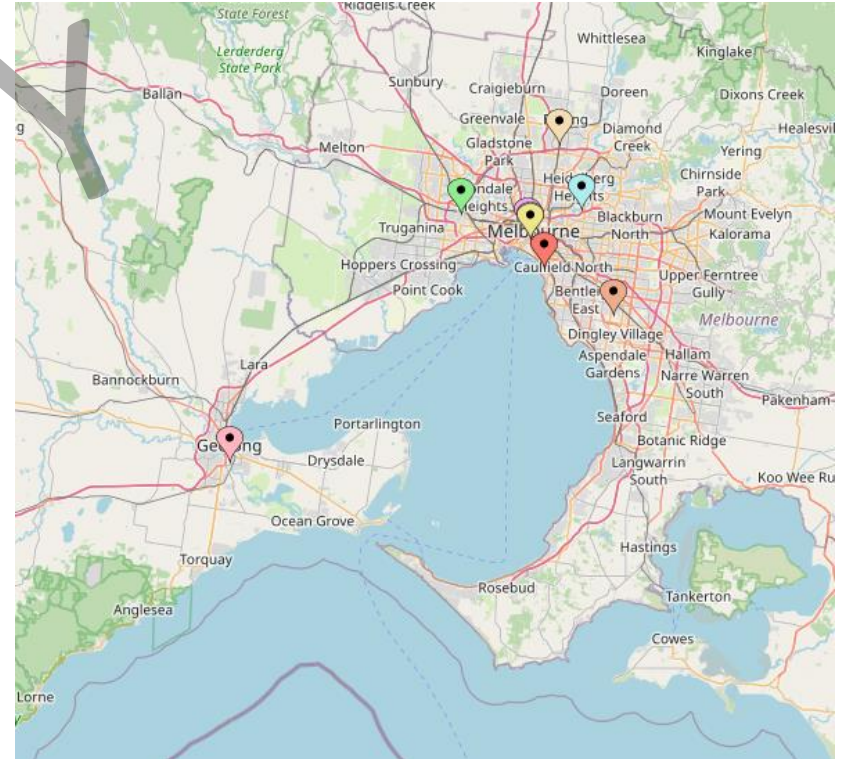 State Forest
Riddells Creek
Whittlesea
Lerderderg
State Park
Kinglake
Sunbury
Craigieburn
Doreen
Dixons Creek
Ballan
Greenvale
Diamond
Creek
Gladstone
Park
Melton
Yering
Chirnside
Park
Truganina
Blackburn
North
Mount Evelyn
Kalorama
Melbourne
Hoppers Crossing
Caulfield North
Point Cook
Upper Ferntree
Gully
East
Melbourne
Dingley Village
Lara
Aspendale
Gardens
Hallam
Bannockburn
Narre Warren
South
Pakenham
Portarlington
Seaford
Botanic Ridge
Geelong
Drysdale
Langwarrin
South
Koo Wee Ru
Ocean Grove
Torquay
Hastings
Rosebud
Tankerton
Anglesea
Cowes
Lorne